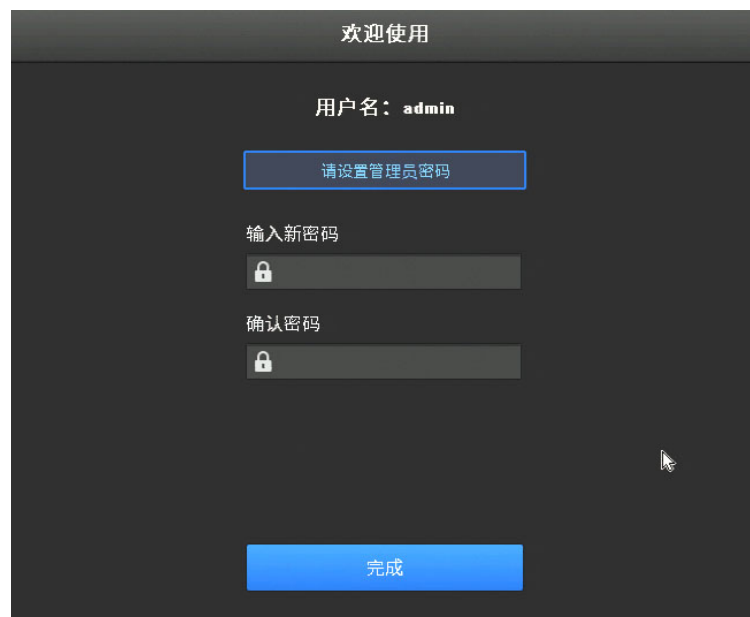 欢迎使用
用户名：admin
请设置管理员密码
输入新密码
确认密码
完成